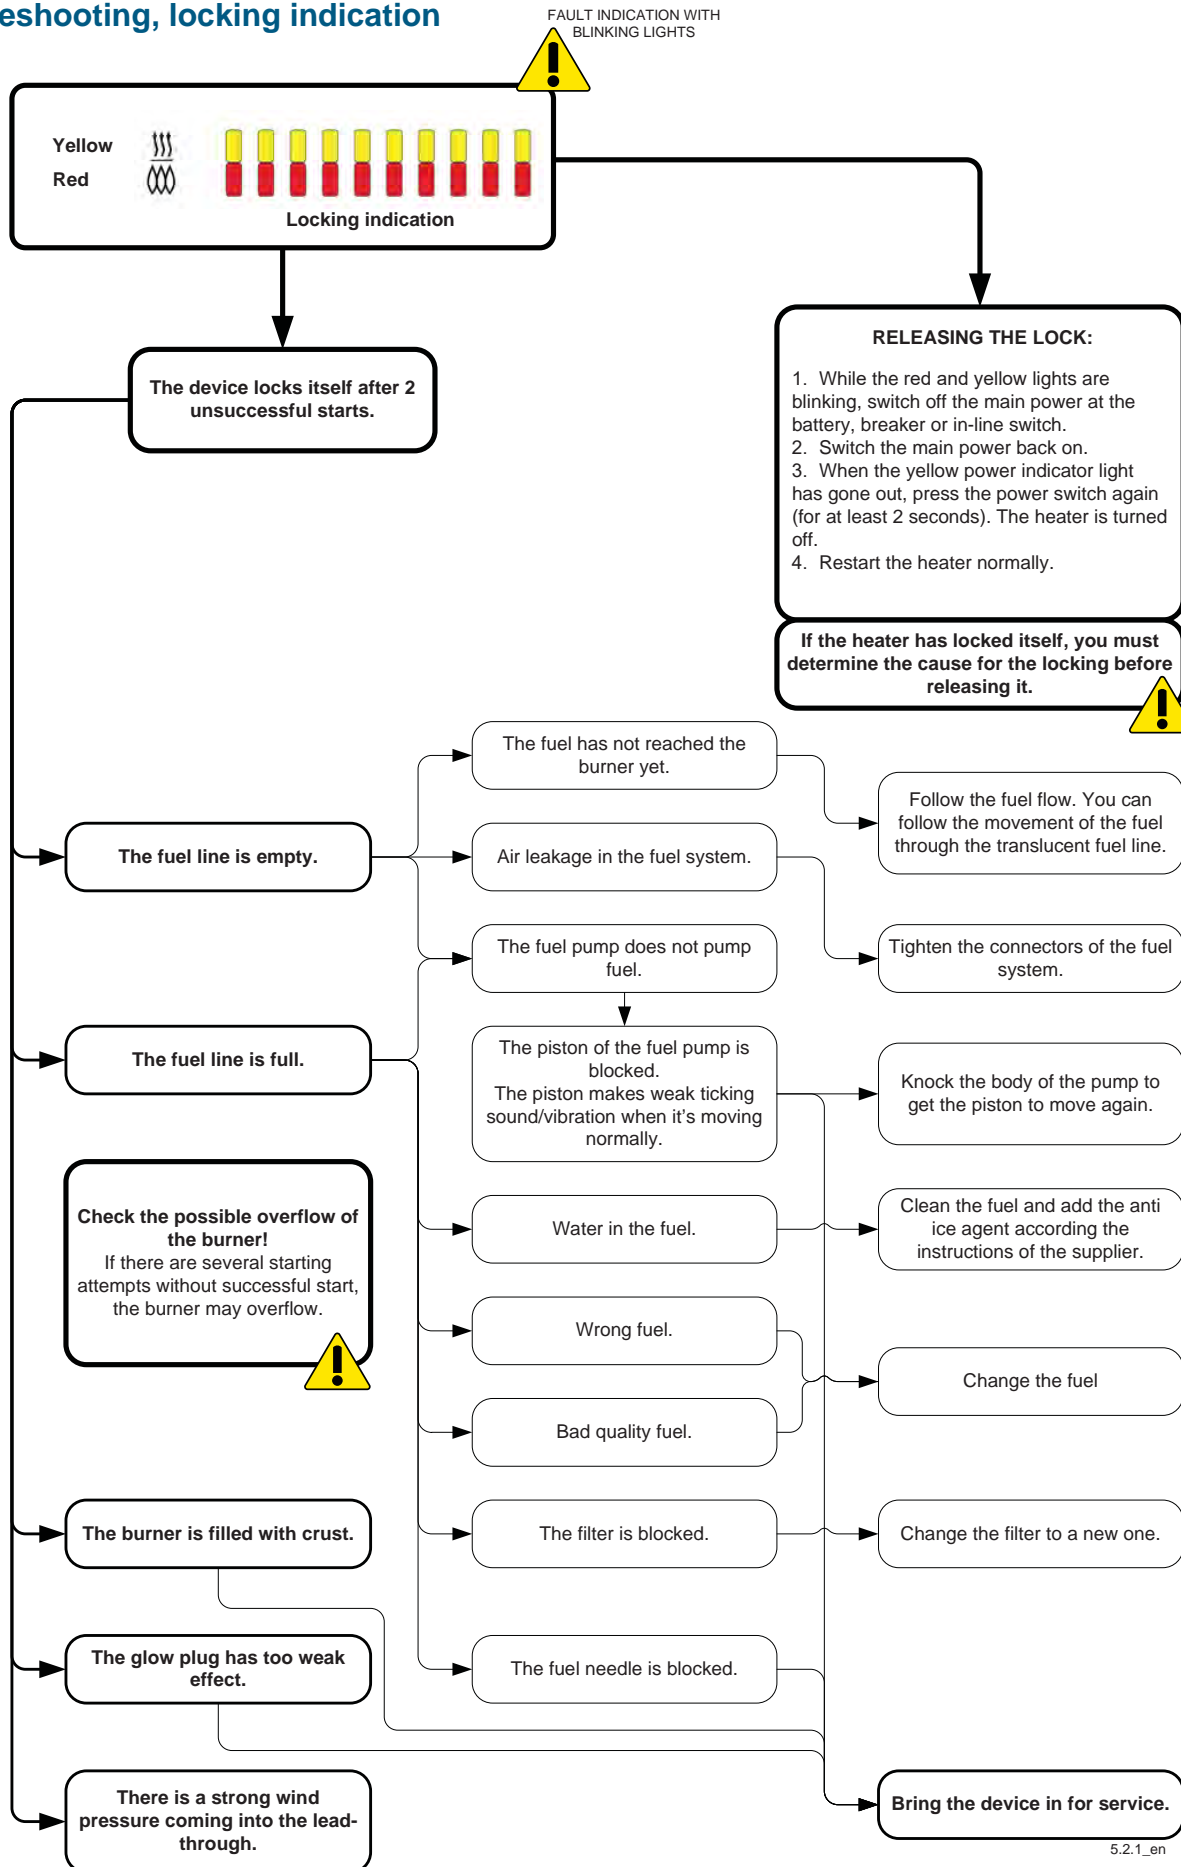 eshooting, locking indication
FAULT INDICATION WITH
BLINKING LIGHTS
Yellow
Red
Locking indication
The device locks itself after 2
unsuccessful starts.
RELEASING THE LOCK:
1. While the red and yellow lights are
blinking, switch off the main power at the
battery, breaker or in-line switch.
2. Switch the main power back on.
3. When the yellow power indicator light
has gone out, press the power switch again
(for at least 2 seconds). The heater is turned
off.
4. Restart the heater normally.
If the heater has locked itself, you must
determine the cause for the locking before
releasing it.
The fuel line is empty.
The fuel has not reached the
burner yet.
Follow the fuel flow. You can
follow the movement of the fuel
through the translucent fuel line.
Air leakage in the fuel system.
Tighten the connectors of the fuel
system.
The fuel pump does not pump
fuel.
The fuel line is full.
The piston of the fuel pump is
blocked.
The piston makes weak ticking
sound/vibration when it's moving
normally.
Knock the body of the pump to
get the piston to move again.
Check the possible overflow of
the burner!
If there are several starting
attempts without successful start,
the burner may overflow.
Water in the fuel.
Clean the fuel and add the anti
ice agent according the
instructions of the supplier.
Wrong fuel.
Change the fuel
Bad quality fuel.
The burner is filled with crust.
The filter is blocked.
Change the filter to a new one.
The glow plug has too weak
effect.
The fuel needle is blocked.
There is a strong wind
pressure coming into the lead-
through.
Bring the device in for service.
5.2.1_en